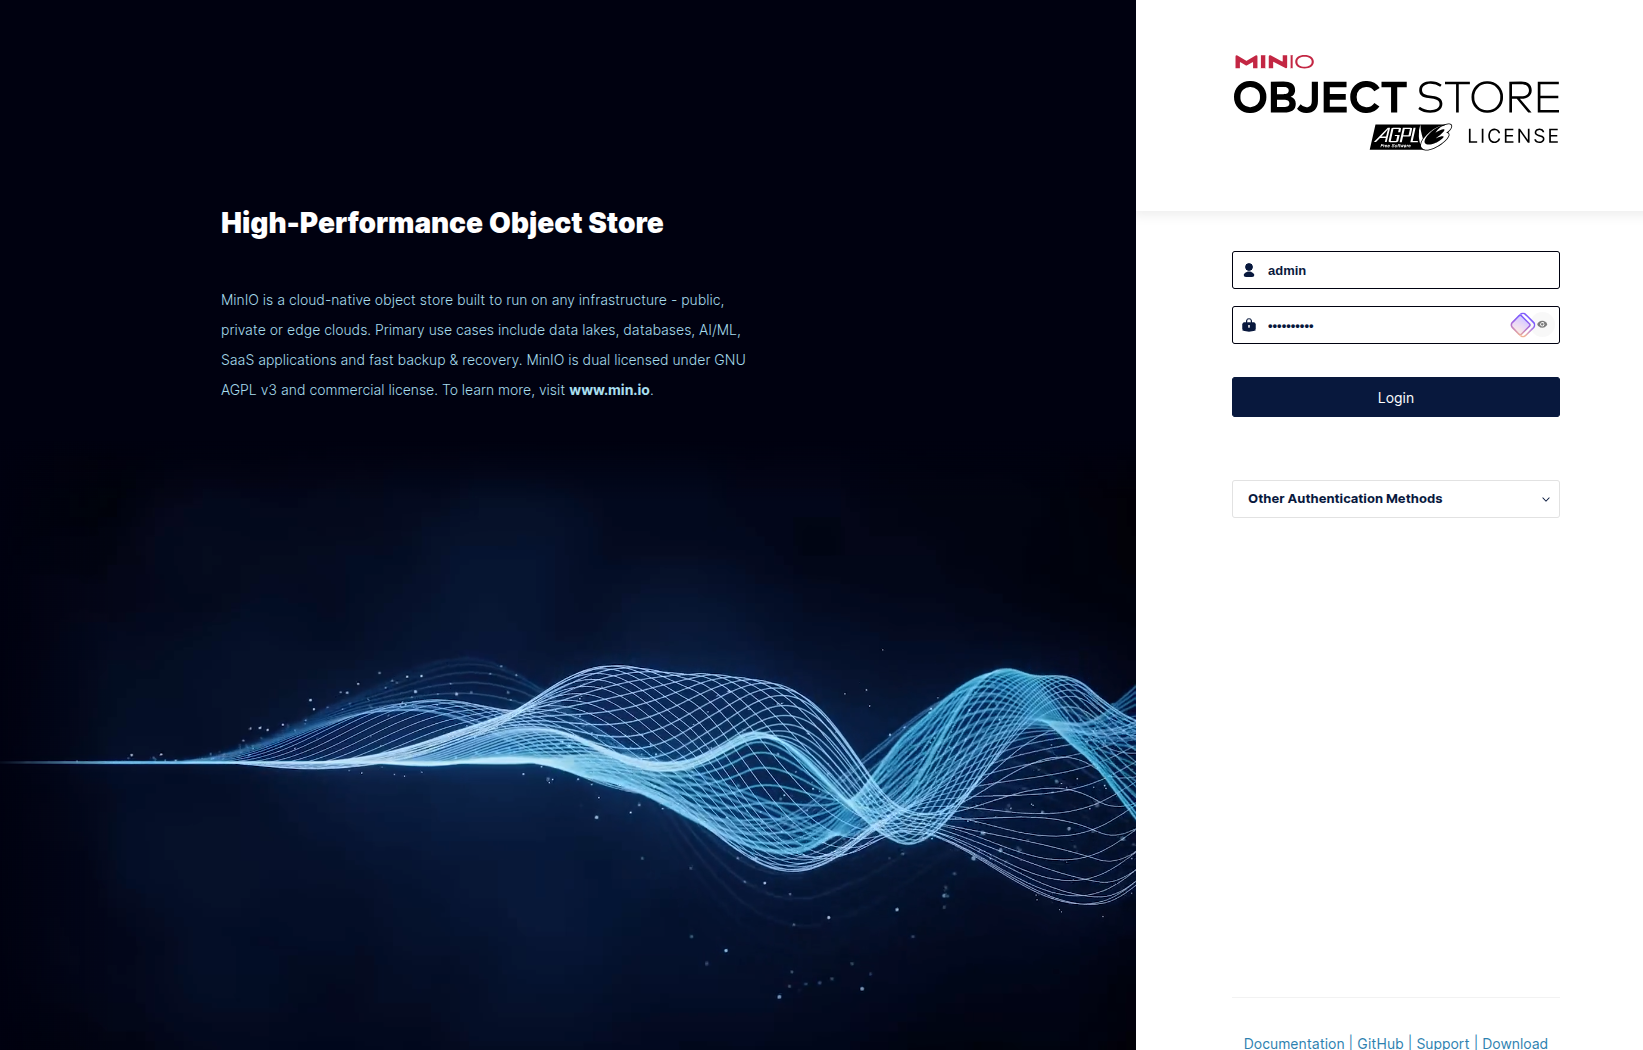 High-Performance Object Store
MinIO is a cloud-native object store built to run on any infrastructure - public,
private or edge clouds. Primary use cases include data lakes, databases, AI/ML,
SaaS applications and fast backup & recovery. MinIO is dual licensed under GNU
AGPL v3 and commercial license. To learn more, visit www.min.io.
MINIO
OBJECT STORE
AGPL v3 LICENSE
Free Software
admin
••••••••••
Login
Other Authentication Methods
Documentation | GitHub | Support | Download